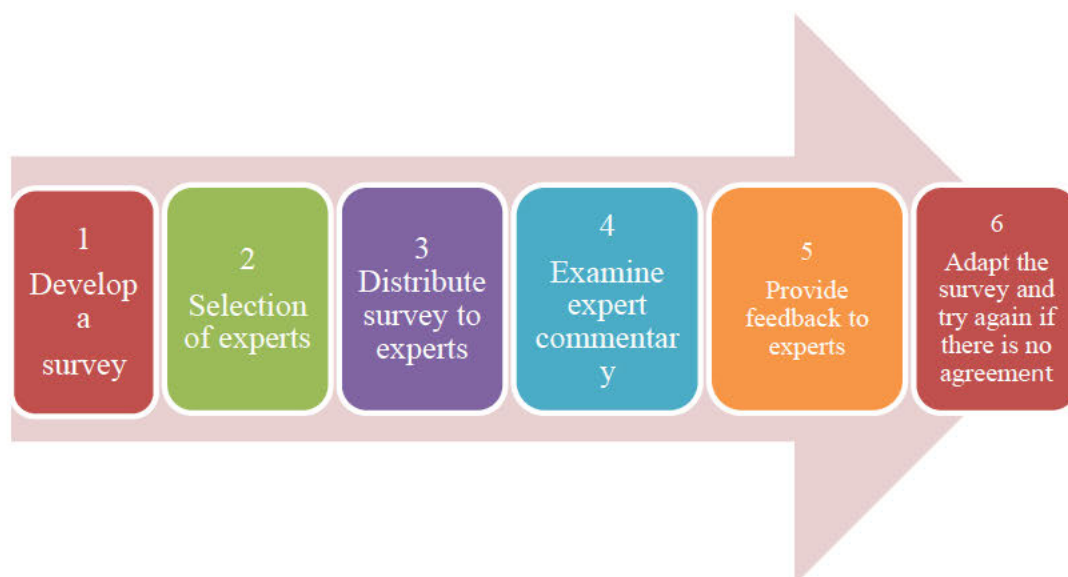 1
Develop
a
survey
2
Selection
of experts
3
Distribute
survey to
experts
4
Examine
expert
commentar
y
5
Provide
feedback to
experts
6
Adapt the
survey and
try again if
there is no
agreement